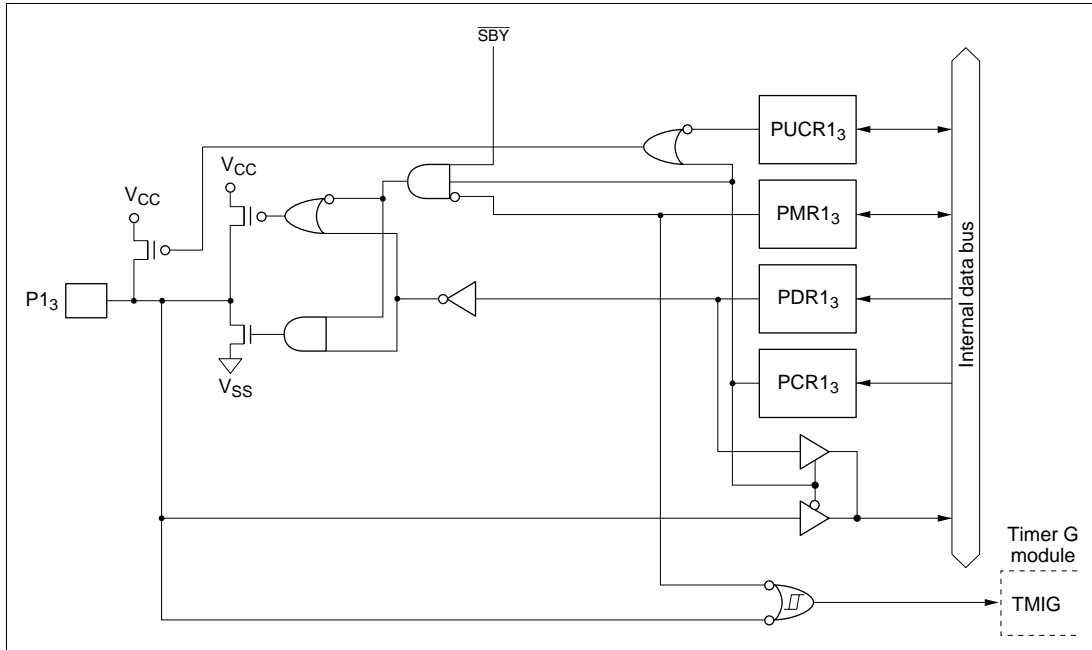 SBY
PUCR1₃
VCC
VCC
PMR1₃
P1₃
PDR1₃
Internal data bus
VSS
PCR1₃
Timer G
module
TMIG